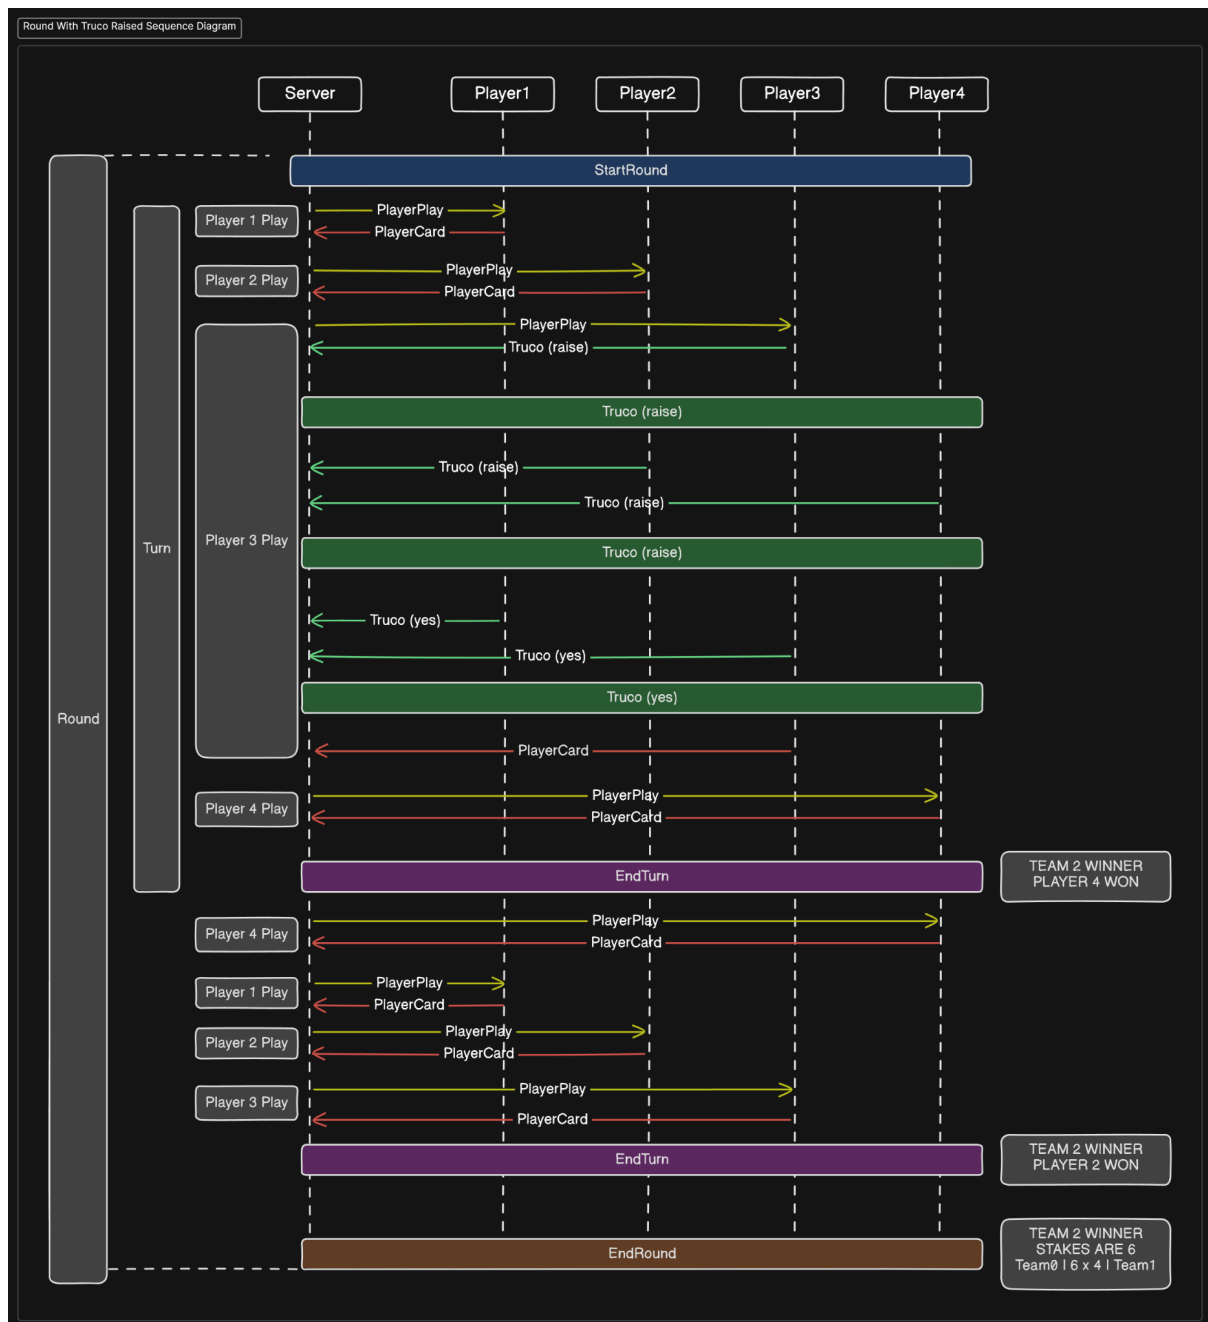 Round With Truco Raised Sequence Diagram
Server
Player1
Player2
Player3
Player4
StartRound
Player 1 Play
PlayerPlay
PlayerCard
Player 2 Play
PlayerPlay
PlayerCard
PlayerPlay
Truco (raise)
Truco (raise)
Truco (raise)
Truco (raise)
Player 3 Play
Turn
Truco (raise)
Truco (yes)
Truco (yes)
Truco (yes)
Round
PlayerCard
Player 4 Play
PlayerPlay
PlayerCard
EndTurn
TEAM 2 WINNER
PLAYER 4 WON
Player 4 Play
PlayerPlay
PlayerCard
Player 1 Play
PlayerPlay
PlayerCard
Player 2 Play
PlayerPlay
PlayerCard
Player 3 Play
PlayerPlay
PlayerCard
EndTurn
TEAM 2 WINNER
PLAYER 2 WON
EndRound
TEAM 2 WINNER
STAKES ARE 6
Team0 | 6 x 4 | Team1